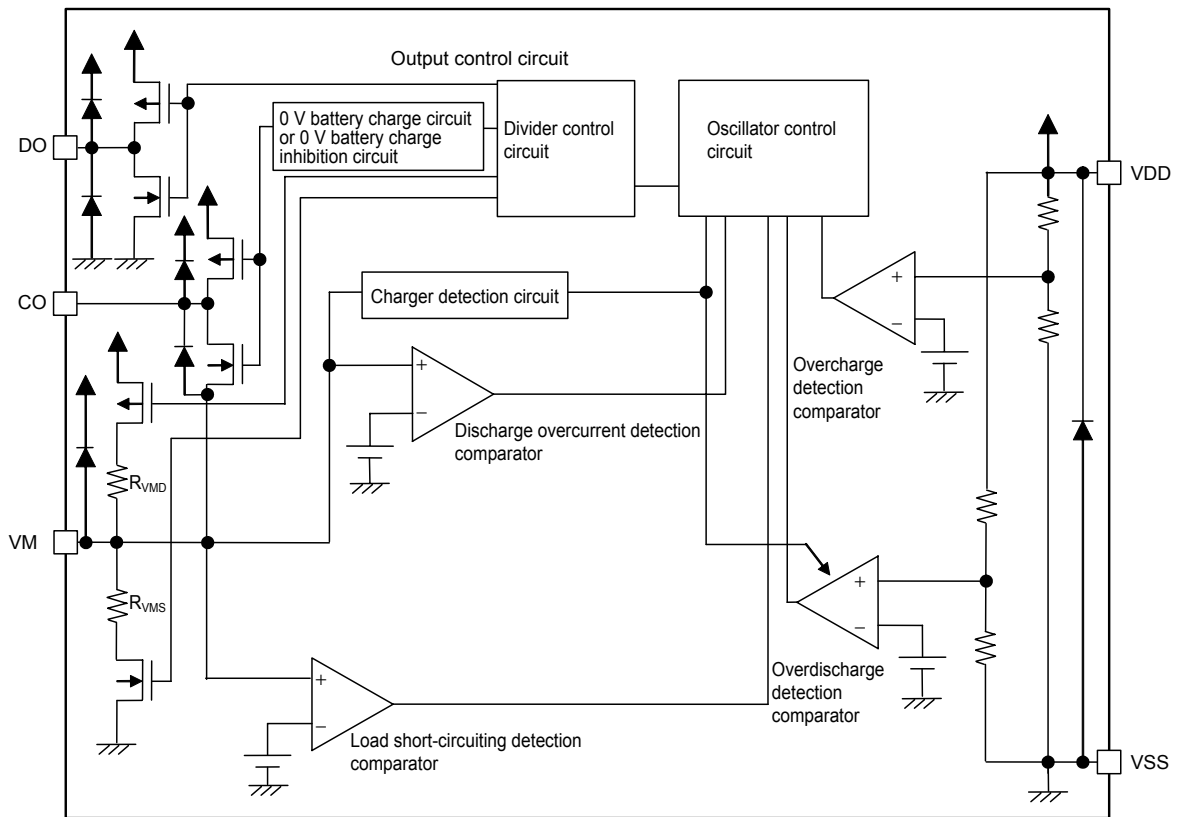 Output control circuit
0 V battery charge circuit
or 0 V battery charge
inhibition circuit
Divider control
circuit
Oscillator control
circuit
DO
VDD
CO
Charger detection circuit
+
−
Overcharge
detection
comparator
+
−
Discharge overcurrent detection
comparator
RVMD
VM
RVMS
+
−
Overdischarge
detection
comparator
+
−
Load short-circuiting detection
comparator
VSS